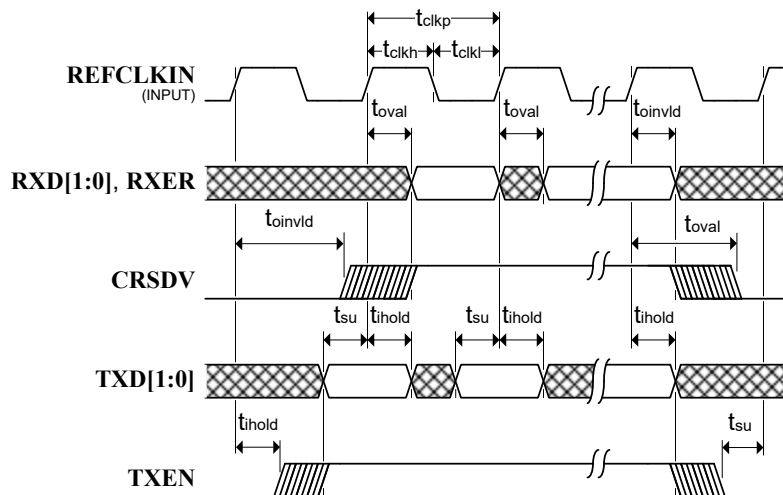 tclkp
tclkh tclkl
REFCLKIN
(INPUT)
toval toval toinvld
RXD[1:0], RXER
toinvld toval
CRSDV
tsu tihold tsu tihold tihold
TXD[1:0]
tihold tsu
TXEN